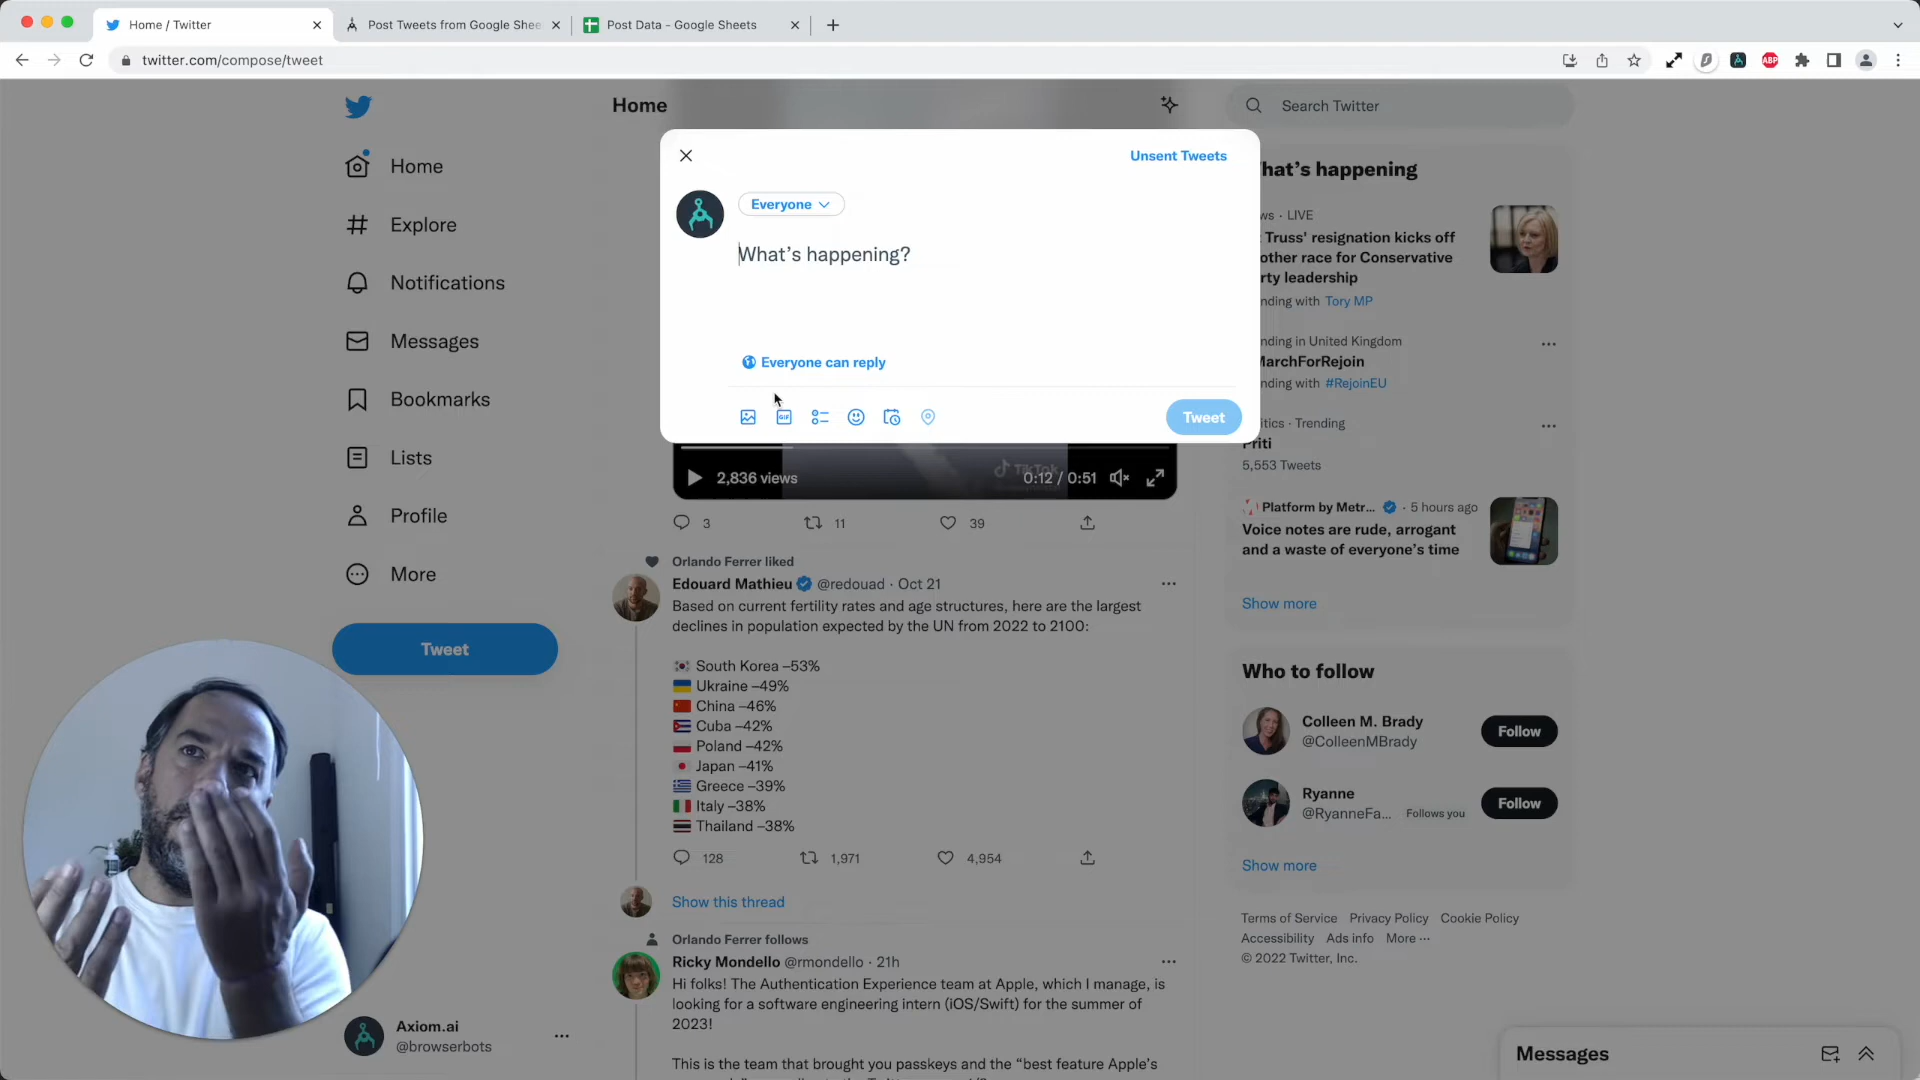 Home / Twitter
Post Tweets from Google Shee
Post Data - Google Sheets
twitter.com/compose/tweet
ABP
Home
Explore
Notifications
Messages
Bookmarks
Lists
Profile
More
Tweet
Axiom.ai
@browserbots
Home
Unsent Tweets
Everyone
What's happening?
Everyone can reply
GIF
Tweet
TikTok
2,836 views
0:12 / 0:51
3
11
39
Orlando Ferrer liked
Edouard Mathieu @redouad · Oct 21
Based on current fertility rates and age structures, here are the largest
declines in population expected by the UN from 2022 to 2100:
South Korea –53%
Ukraine –49%
China –46%
Cuba –42%
Poland –42%
Japan –41%
Greece –39%
Italy –38%
Thailand –38%
128
1,971
4,954
Show this thread
Orlando Ferrer follows
Ricky Mondello @rmondello · 21h
Hi folks! The Authentication Experience team at Apple, which I manage, is
looking for a software engineering intern (iOS/Swift) for the summer of
2023!
This is the team that brought you passkeys and the “best feature Apple's
Search Twitter
hat's happening
ws · LIVE
Truss' resignation kicks off
other race for Conservative
rty leadership
nding with Tory MP
nding in United Kingdom
MarchForRejoin
nding with #RejoinEU
itics · Trending
Priti
5,553 Tweets
Platform by Metr... · 5 hours ago
Voice notes are rude, arrogant
and a waste of everyone's time
Show more
Who to follow
Colleen M. Brady
@ColleenMBrady
Follow
Ryanne
@RyanneFa... Follows you
Follow
Show more
Terms of Service Privacy Policy Cookie Policy
Accessibility Ads info More ···
© 2022 Twitter, Inc.
Messages